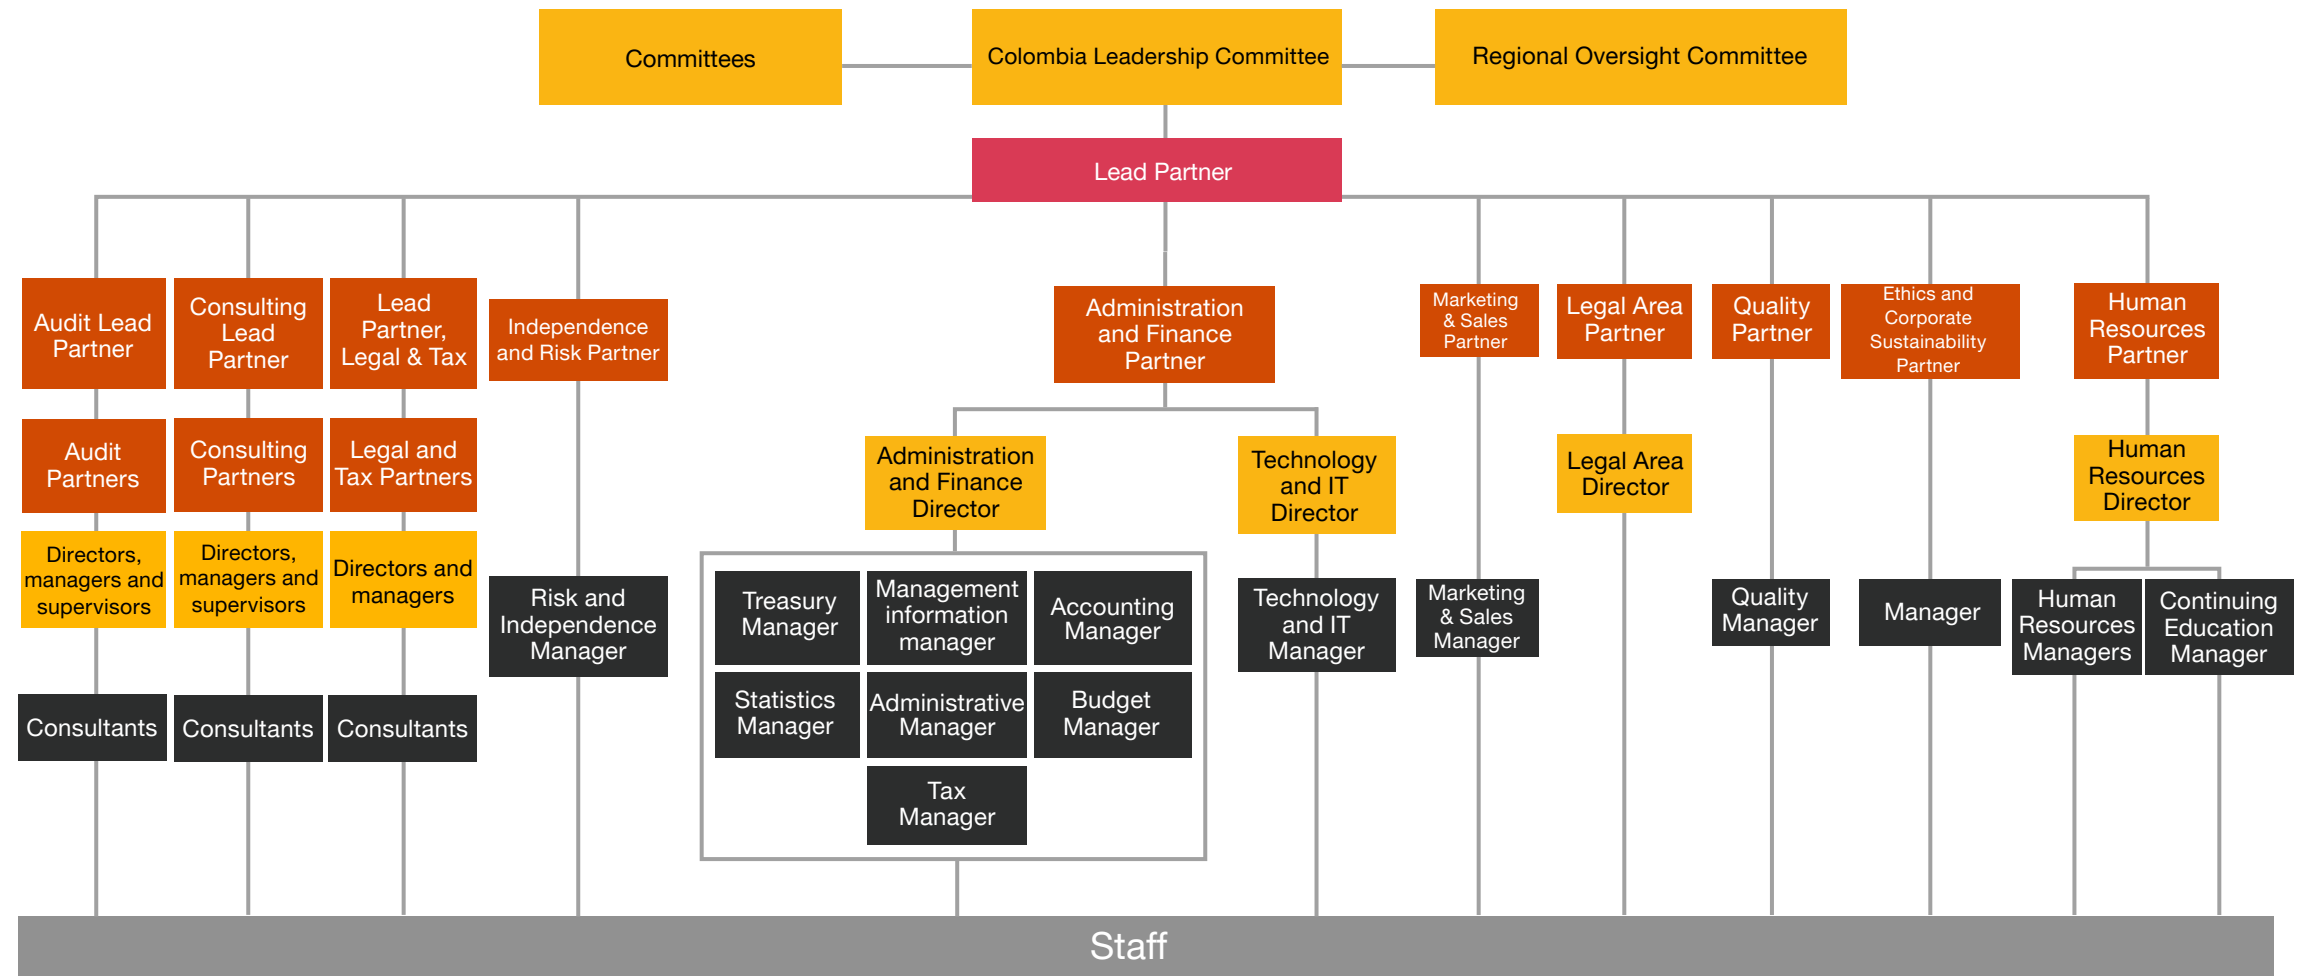 Committees
Colombia Leadership Committee
Regional Oversight Committee
Lead Partner
Audit Lead
Partner
Consulting
Lead
Partner
Lead
Partner,
Legal & Tax
Independence
and Risk Partner
Administration
and Finance
Partner
Marketing
& Sales
Partner
Legal Area
Partner
Quality
Partner
Ethics and
Corporate
Sustainability
Partner
Human
Resources
Partner
Audit
Partners
Consulting
Partners
Legal and
Tax Partners
Administration
and Finance
Director
Technology
and IT
Director
Legal Area
Director
Human
Resources
Director
Directors,
managers and
supervisors
Directors,
managers and
supervisors
Directors and
managers
Risk and
Independence
Manager
Treasury
Manager
Management
information
manager
Accounting
Manager
Technology
and IT
Manager
Marketing
& Sales
Manager
Quality
Manager
Manager
Human
Resources
Managers
Continuing
Education
Manager
Statistics
Manager
Administrative
Manager
Budget
Manager
Consultants
Consultants
Consultants
Tax
Manager
Staff